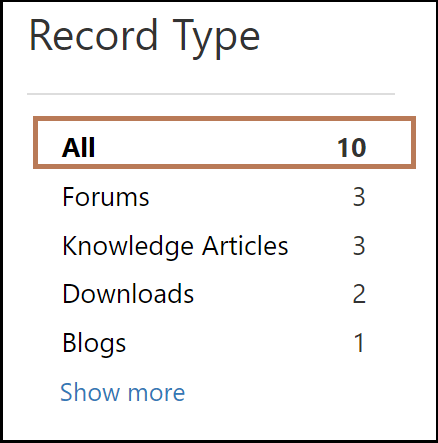 Record Type
All 10
Forums 3
Knowledge Articles 3
Downloads 2
Blogs 1
Show more